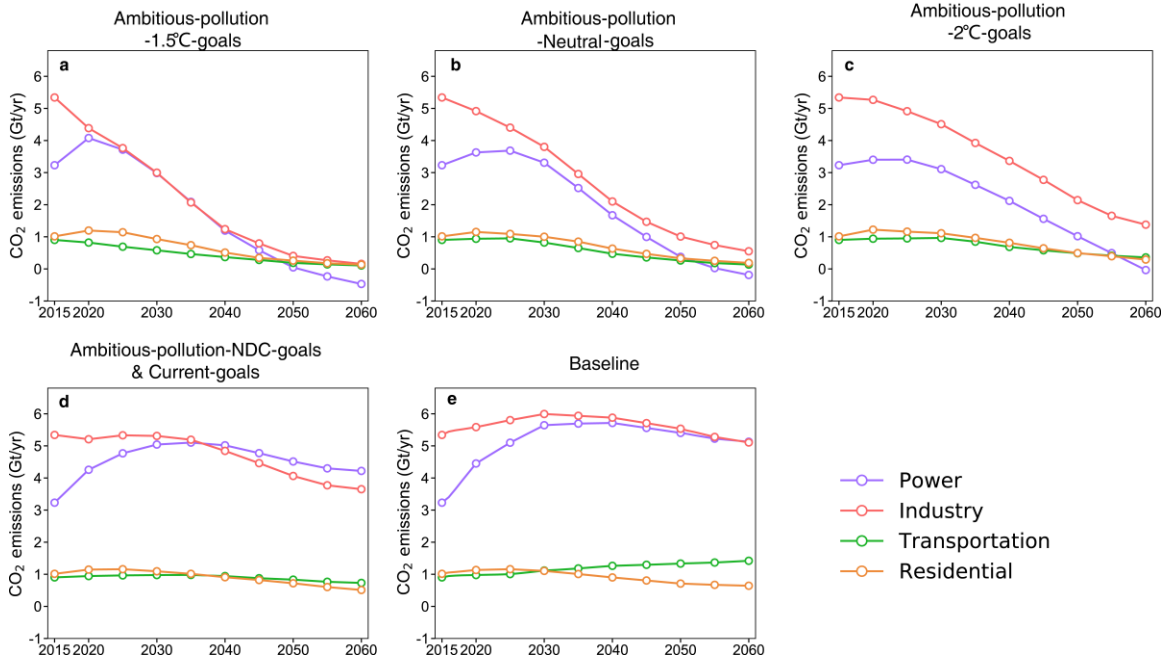 Ambitious-pollution
-1.5℃-goals
Ambitious-pollution
-Neutral-goals
Ambitious-pollution
-2℃-goals
a
b
c
CO₂ emissions (Gt/yr)
6
5
4
3
2
1
0
-1
2015 2020 2030 2040 2050 2060
CO₂ emissions (Gt/yr)
6
5
4
3
2
1
0
-1
2015 2020 2030 2040 2050 2060
CO₂ emissions (Gt/yr)
6
5
4
3
2
1
0
-1
2015 2020 2030 2040 2050 2060
Ambitious-pollution-NDC-goals
& Current-goals
Baseline
d
e
CO₂ emissions (Gt/yr)
6
5
4
3
2
1
0
-1
2015 2020 2030 2040 2050 2060
CO₂ emissions (Gt/yr)
6
5
4
3
2
1
0
-1
2015 2020 2030 2040 2050 2060
Power
Industry
Transportation
Residential